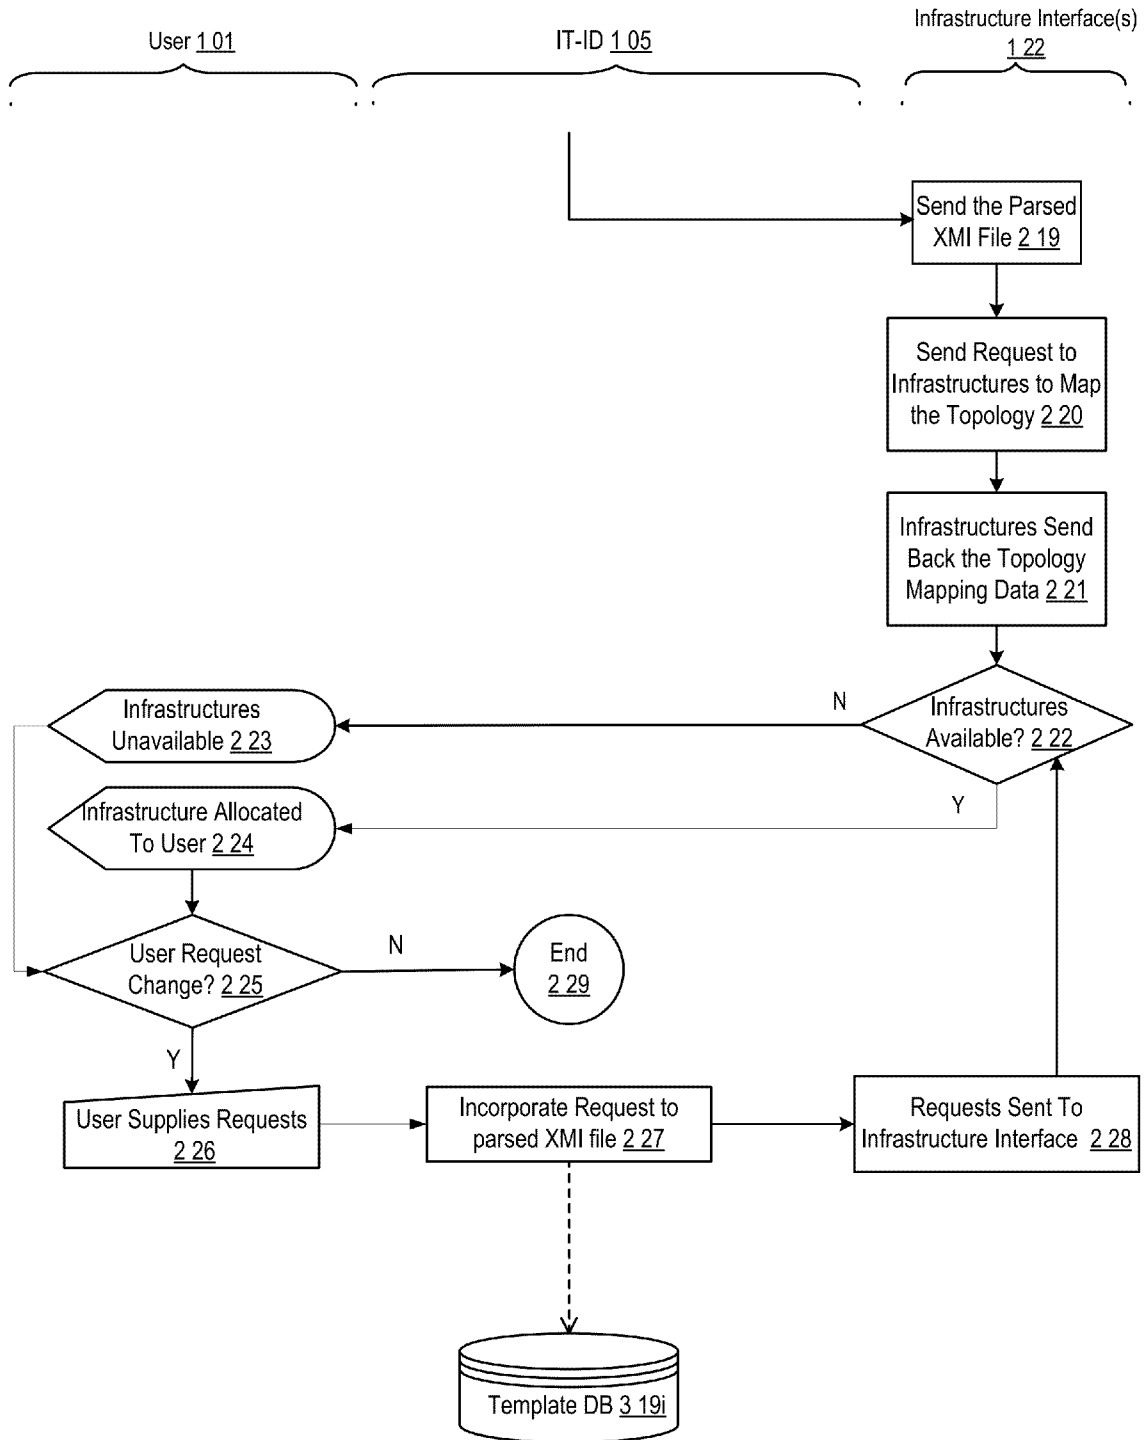 User 1 01
IT-ID 1 05
Infrastructure Interface(s)
1 22
Send the Parsed
XMI File 2 19
Send Request to
Infrastructures to Map
the Topology 2 20
Infrastructures Send
Back the Topology
Mapping Data 2 21
Infrastructures
Available? 2 22
N
Y
Infrastructures
Unavailable 2 23
Infrastructure Allocated
To User 2 24
User Request
Change? 2 25
N
End
2 29
Y
User Supplies Requests
2 26
Incorporate Request to
parsed XMI file 2 27
Requests Sent To
Infrastructure Interface 2 28
Template DB 3 19i